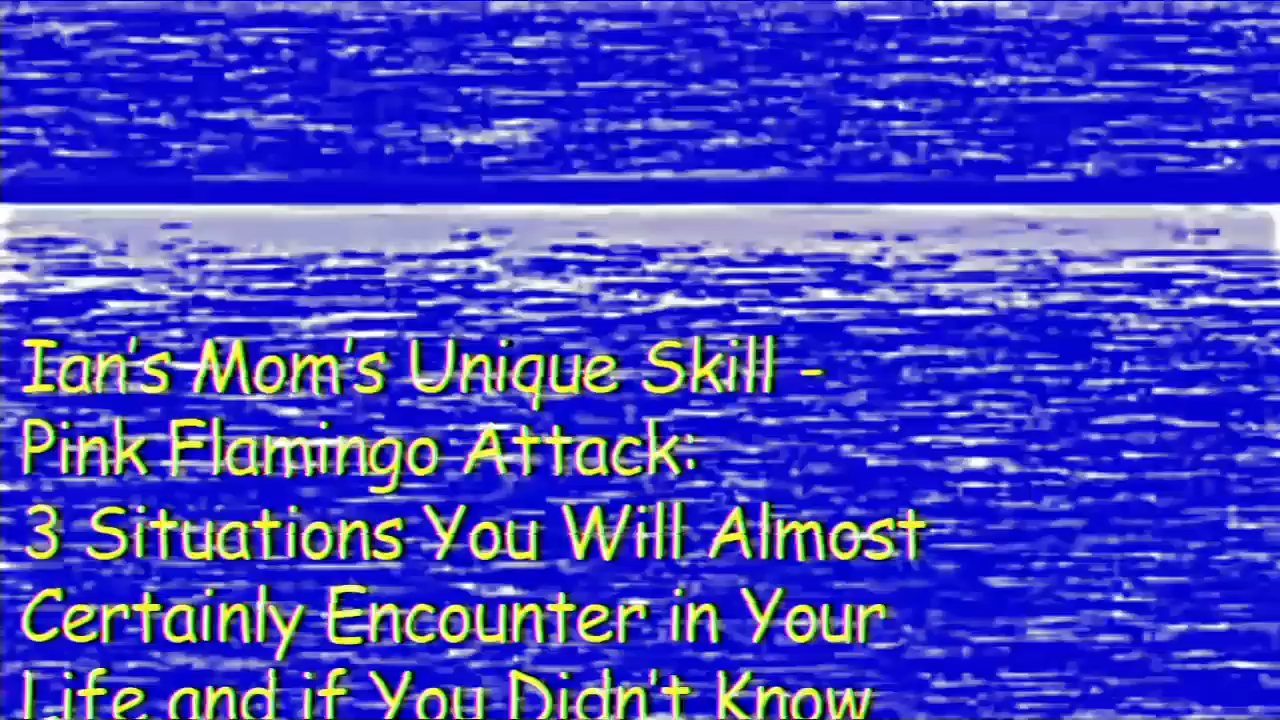 Ian's Mom's Unique Skill -
Pink Flamingo Attack:
3 Situations You Will Almost
Certainly Encounter in Your
Life and if You Didn't Know